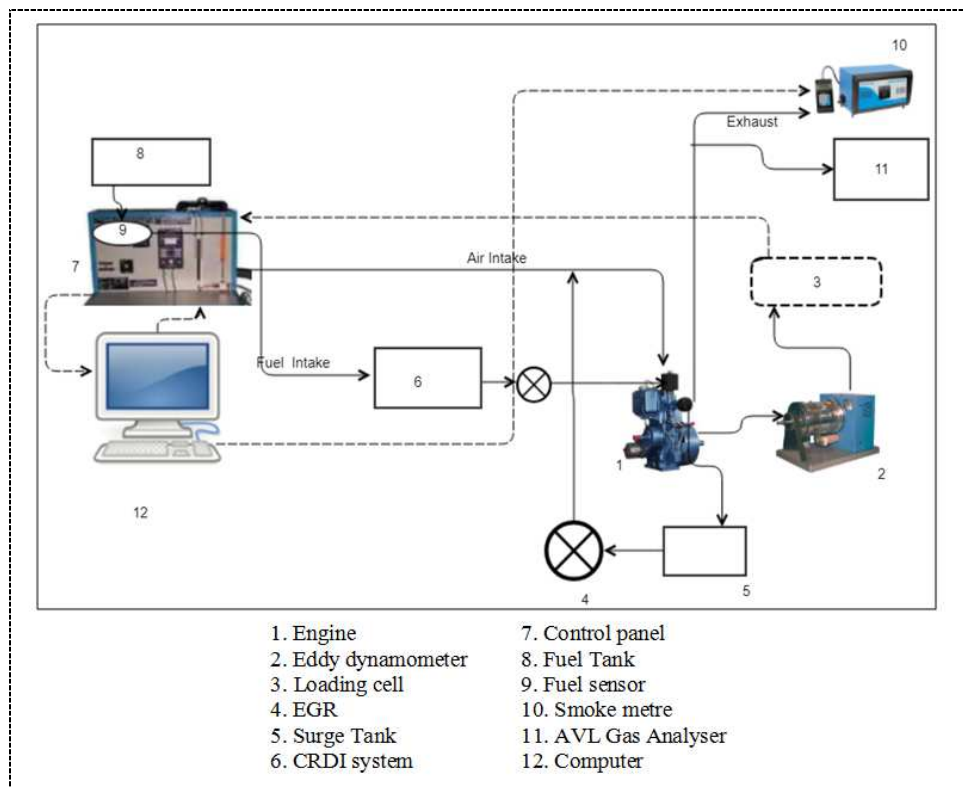 10
Exhaust
8
11
9
7
Air Intake
3
Fuel Intake
6
1
2
12
4
5
1. Engine
2. Eddy dynamometer
3. Loading cell
4. EGR
5. Surge Tank
6. CRDI system
7. Control panel
8. Fuel Tank
9. Fuel sensor
10. Smoke metre
11. AVL Gas Analyser
12. Computer